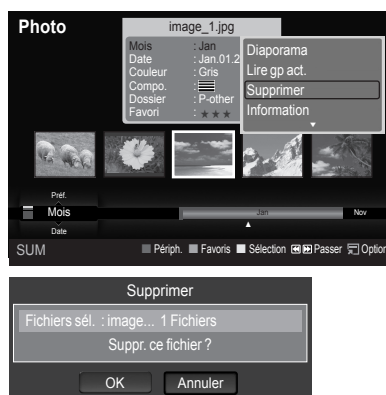 Photo
image_1.jpg
Mois : Jan
Date : Jan.01.2
Couleur : Gris
Compo. :
Dossier : P-other
Favori : ★ ★ ★
Diaporama
Lire gp act.
Supprimer
Information
Préf.
Mois
Date
Jan
Nov
SUM
Périph. Favoris Sélection Passer Option
Supprimer
Fichiers sél. : image... 1 Fichiers
Suppr. ce fichier ?
OK Annuler